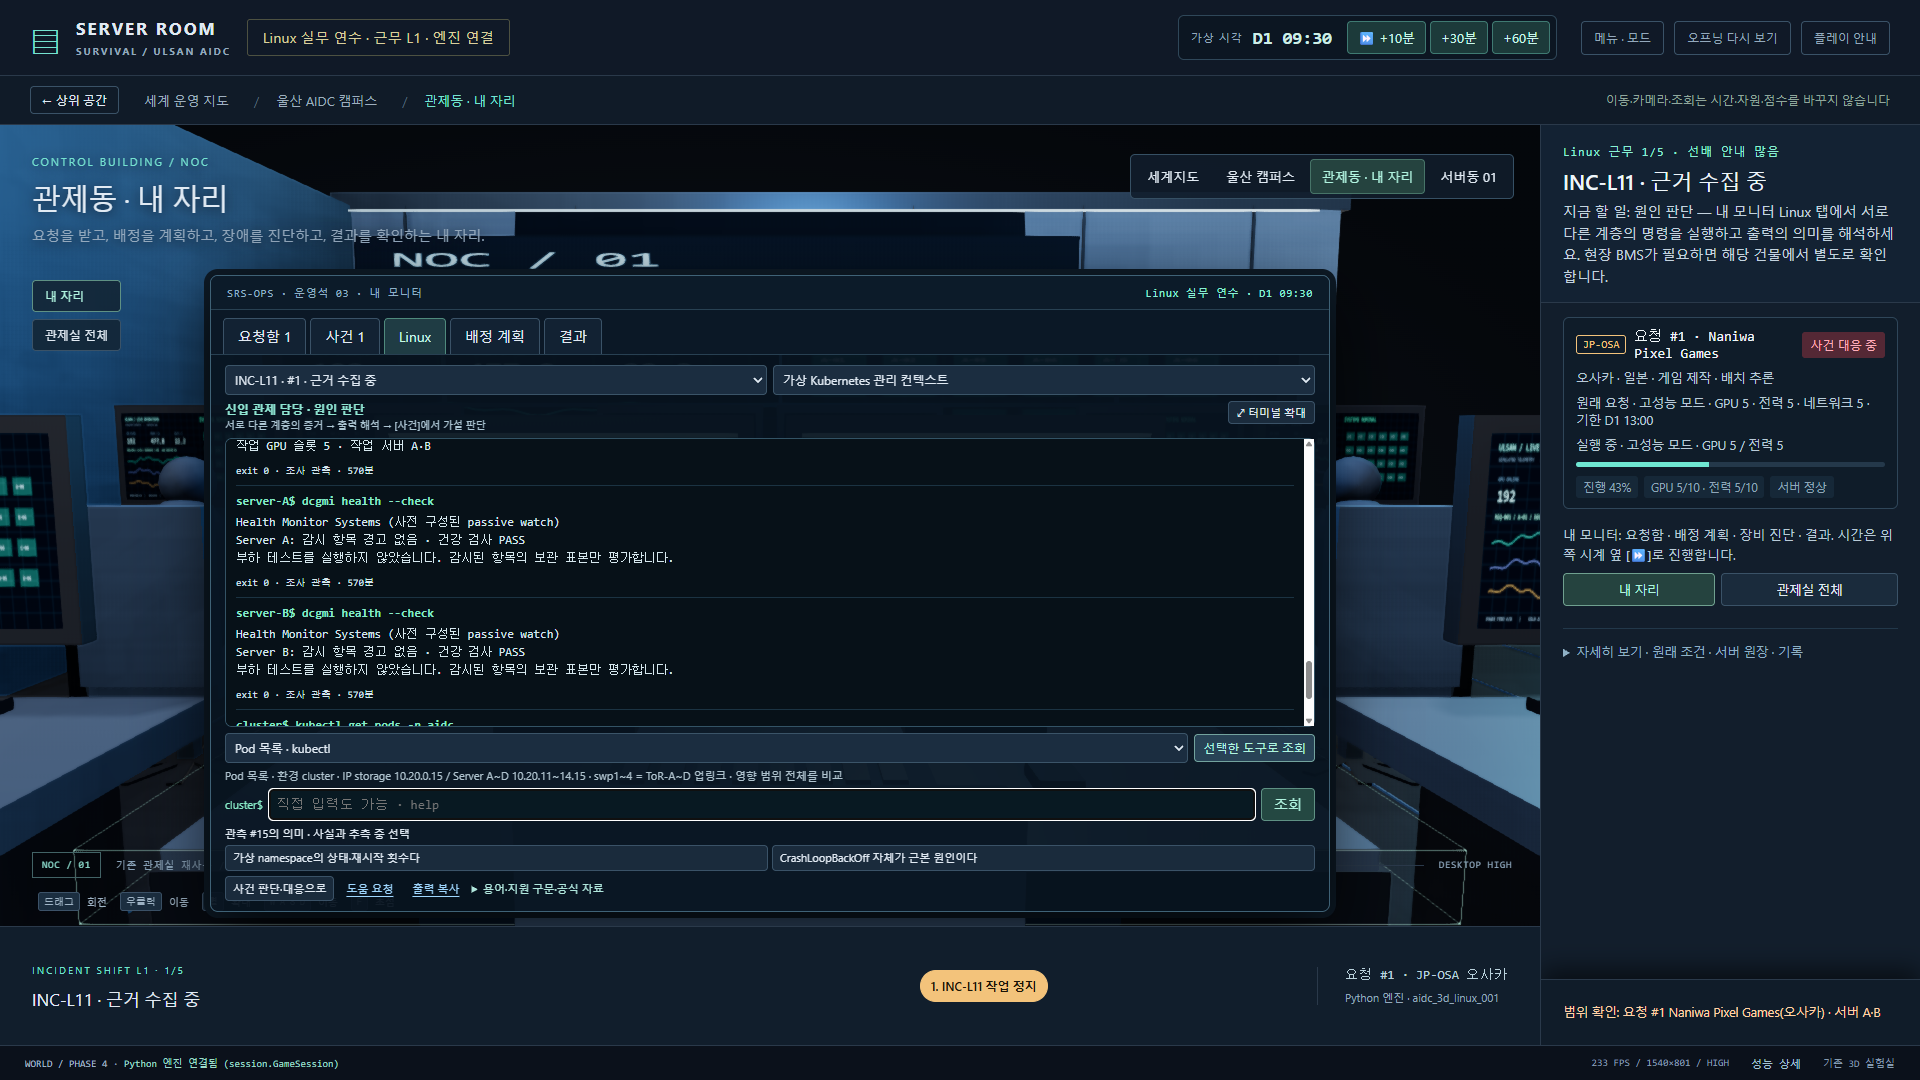 SERVER ROOM
SURVIVAL / ULSAN AIDC
Linux 실무 연수 · 근무 L1 · 엔진 연결
가상 시각 D1 09:30
⏩ +10분
+30분
+60분
메뉴 · 모드
오프닝 다시 보기
플레이 안내
← 상위 공간
세계 운영 지도 / 울산 AIDC 캠퍼스 / 관제동 · 내 자리
이동·카메라·조회는 시간·자원·점수를 바꾸지 않습니다
CONTROL BUILDING / NOC
관제동 · 내 자리
요청을 받고, 배정을 계획하고, 장애를 진단하고, 결과를 확인하는 내 자리.
내 자리
관제실 전체
세계지도
울산 캠퍼스
관제동 · 내 자리
서버동 01
NOC / 01
SRS-OPS · 운영석 03 · 내 모니터
Linux 실무 연수 · D1 09:30
요청함 1
사건 1
Linux
배정 계획
결과
INC-L11 · #1 · 근거 수집 중
가상 Kubernetes 관리 컨텍스트
신입 관제 담당 · 원인 판단
서로 다른 계층의 증거 → 출력 해석 → [사건]에서 가설 판단
⤢ 터미널 확대
작업 GPU 슬롯 5 · 작업 서버 A·B
exit 0 · 조사 관측 · 570분
server-A$ dcgmi health --check
Health Monitor Systems (사전 구성된 passive watch)
Server A: 감시 항목 경고 없음 · 건강 검사 PASS
부하 테스트를 실행하지 않았습니다. 감시된 항목의 보관 표본만 평가합니다.
exit 0 · 조사 관측 · 570분
server-B$ dcgmi health --check
Health Monitor Systems (사전 구성된 passive watch)
Server B: 감시 항목 경고 없음 · 건강 검사 PASS
부하 테스트를 실행하지 않았습니다. 감시된 항목의 보관 표본만 평가합니다.
exit 0 · 조사 관측 · 570분
cluster$ kubectl get pods -n aidc
Pod 목록 · kubectl
선택한 도구로 조회
Pod 목록 · 환경 cluster · IP storage 10.20.0.15 / Server A~D 10.20.11~14.15 · swp1~4 = ToR-A~D 업링크 · 영향 범위 전체를 비교
cluster$ 직접 입력도 가능 · help
조회
관측 #15의 의미 · 사실과 추측 중 선택
가상 namespace의 상태·재시작 횟수다
CrashLoopBackOff 자체가 근본 원인이다
사건 판단·대응으로
도움 요청
출력 복사
▶ 용어·지원 구문·공식 자료
NOC / 01
기존 관제실 재사
드래그 회전 우클릭 이동
DESKTOP HIGH
ULSAN / LIVE
192
Linux 근무 1/5 · 선배 안내 많음
INC-L11 · 근거 수집 중
지금 할 일: 원인 판단 — 내 모니터 Linux 탭에서 서로
다른 계층의 명령을 실행하고 출력의 의미를 해석하세
요. 현장 BMS가 필요하면 해당 건물에서 별도로 확인
합니다.
JP-OSA
요청 #1 · Naniwa
Pixel Games
사건 대응 중
오사카 · 일본 · 게임 제작 · 배치 추론
원래 요청 · 고성능 모드 · GPU 5 · 전력 5 · 네트워크 5 ·
기한 D1 13:00
실행 중 · 고성능 모드 · GPU 5 / 전력 5
진행 43%
GPU 5/10 · 전력 5/10
서버 정상
내 모니터: 요청함 · 배정 계획 · 장비 진단 · 결과. 시간은 위
쪽 시계 옆 [⏩]로 진행합니다.
내 자리
관제실 전체
▶ 자세히 보기 · 원래 조건 · 서버 원장 · 기록
INCIDENT SHIFT L1 · 1/5
INC-L11 · 근거 수집 중
1. INC-L11 작업 정지
요청 #1 · JP-OSA 오사카
Python 엔진 · aidc_3d_linux_001
범위 확인: 요청 #1 Naniwa Pixel Games(오사카) · 서버 A·B
WORLD / PHASE 4 · Python 엔진 연결됨 (session.GameSession)
233 FPS / 1540×801 / HIGH
성능 상세
기존 3D 실험실